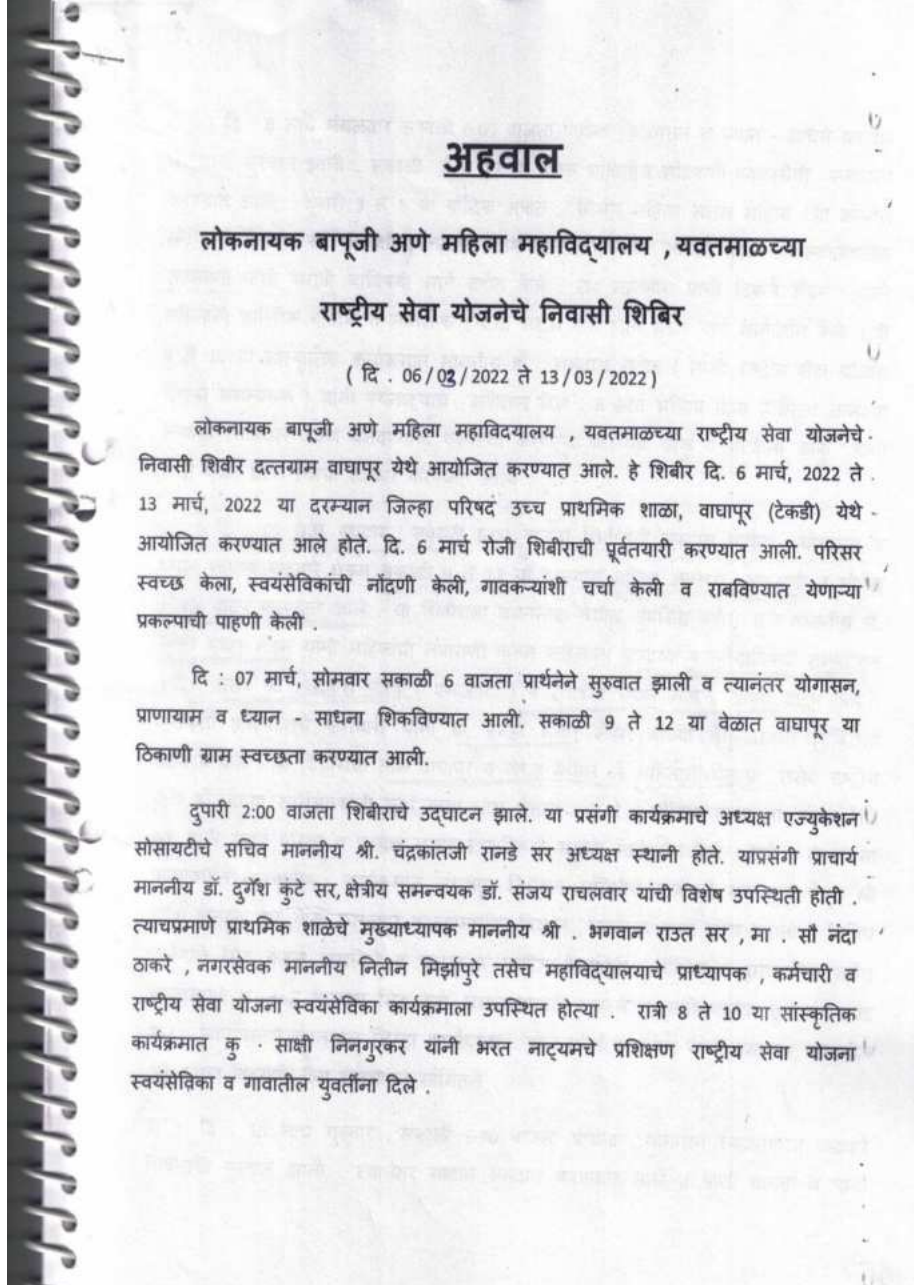 अहवाल
लोकनायक बापूजी अणे महिला महाविद्यालय , यवतमाळच्या
राष्ट्रीय सेवा योजनेचे निवासी शिबिर
( दि . 06 / 03 / 2022 ते 13 / 03 / 2022 )
लोकनायक बापूजी अणे महिला महाविद्यालय , यवतमाळच्या राष्ट्रीय सेवा योजनेचे
निवासी शिवीर दत्तग्राम वाघापूर येथे आयोजित करण्यात आले. हे शिबीर दि. 6 मार्च, 2022 ते
13 मार्च, 2022 या दरम्यान जिल्हा परिषद उच्च प्राथमिक शाळा, वाघापूर (टेकडी) येथे
आयोजित करण्यात आले होते. दि. 6 मार्च रोजी शिबीराची पूर्वतयारी करण्यात आली. परिसर
स्वच्छ केला, स्वयंसेविकांची नोंदणी केली, गावकऱ्यांशी चर्चा केली व राबविण्यात येणाऱ्या
प्रकल्पाची पाहणी केली .
दि : 07 मार्च, सोमवार सकाळी 6 वाजता प्रार्थनेने सुरुवात झाली व त्यानंतर योगासन,
प्राणायाम व ध्यान - साधना शिकविण्यात आली. सकाळी 9 ते 12 या वेळात वाघापूर या
ठिकाणी ग्राम स्वच्छता करण्यात आली.
दुपारी 2:00 वाजता शिबीराचे उद्घाटन झाले. या प्रसंगी कार्यक्रमाचे अध्यक्ष एज्युकेशन
सोसायटीचे सचिव माननीय श्री. चंद्रकांतजी रानडे सर अध्यक्ष स्थानी होते. याप्रसंगी प्राचार्य
माननीय डॉ. दुर्गेश कुंटे सर, क्षेत्रीय समन्वयक डॉ. संजय राचलवार यांची विशेष उपस्थिती होती .
त्याचप्रमाणे प्राथमिक शाळेचे मुख्याध्यापक माननीय श्री . भगवान राउत सर , मा . सौ नंदा
ठाकरे , नगरसेवक माननीय नितीन मिर्झापुरे तसेच महाविद्यालयाचे प्राध्यापक , कर्मचारी व
राष्ट्रीय सेवा योजना स्वयंसेविका कार्यक्रमाला उपस्थित होत्या . रात्री 8 ते 10 या सांस्कृतिक
कार्यक्रमात कु . साक्षी निनगुरकर यांनी भरत नाट्यमचे प्रशिक्षण राष्ट्रीय सेवा योजना
स्वयंसेविका व गावातील युवतींना दिले .